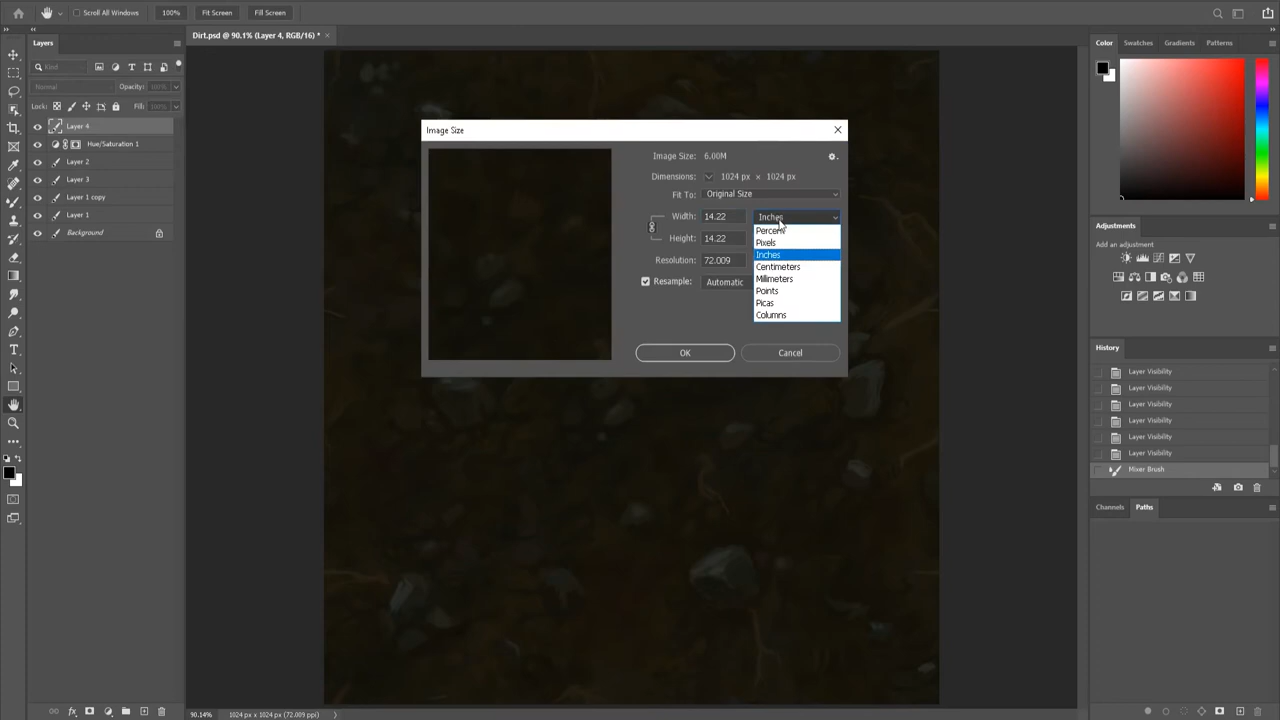 Scroll All Windows 100% Fit Screen Fill Screen
Dirt.psd @ 90.1% (Layer 4, RGB/16) * ×
Layers
Kind
Normal Opacity: 100%
Lock: Fill: 100%
Layer 4
Hue/Saturation 1
Layer 2
Layer 3
Layer 1 copy
Layer 1
Background
Image Size
Image Size: 6.00M
Dimensions: 1024 px × 1024 px
Fit To: Original Size
Width: 14.22 Inches
Height: 14.22
Resolution: 72.009
Resample: Automatic
Percent
Pixels
Inches
Centimeters
Millimeters
Points
Picas
Columns
OK Cancel
Color Swatches Gradients Patterns
Adjustments
Add an adjustment
History
Layer Visibility
Layer Visibility
Layer Visibility
Layer Visibility
Layer Visibility
Layer Visibility
Mixer Brush
Channels Paths
90.14% 1024 px x 1024 px (72.009 ppi)